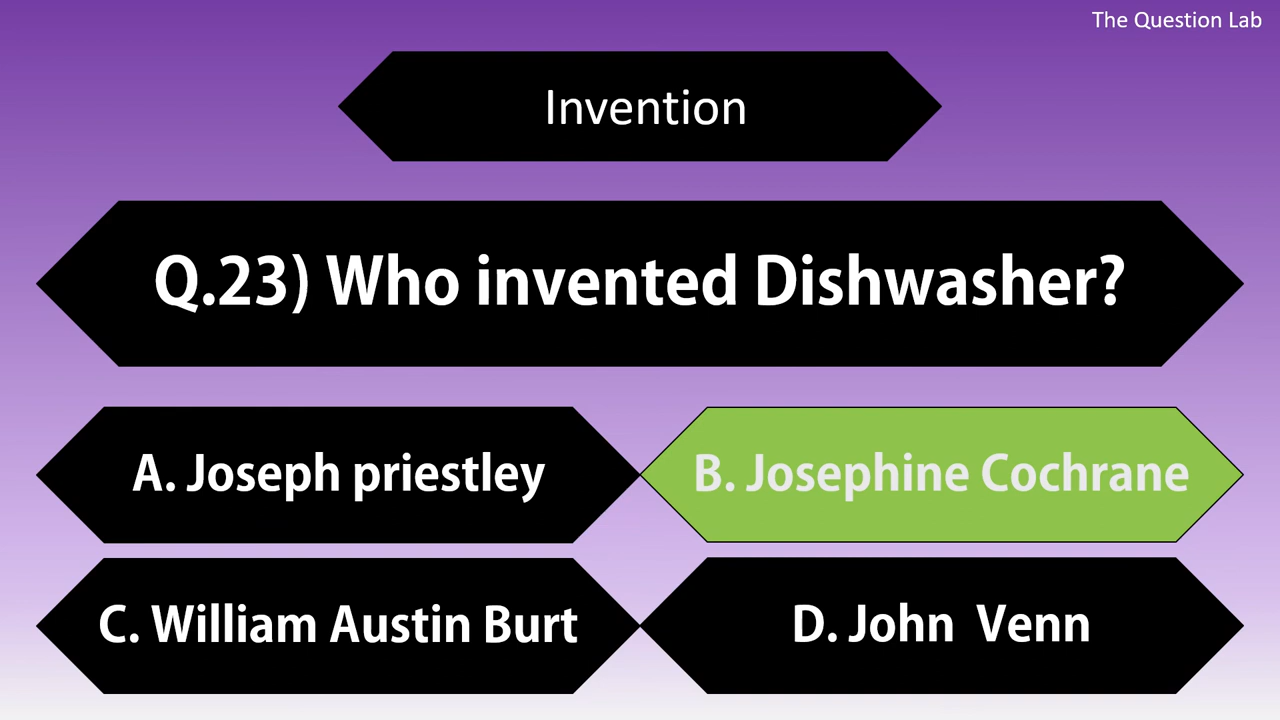 The Question Lab
Invention
Q.23) Who invented Dishwasher?
A. Joseph priestley
B. Josephine Cochrane
C. William Austin Burt
D. John Venn